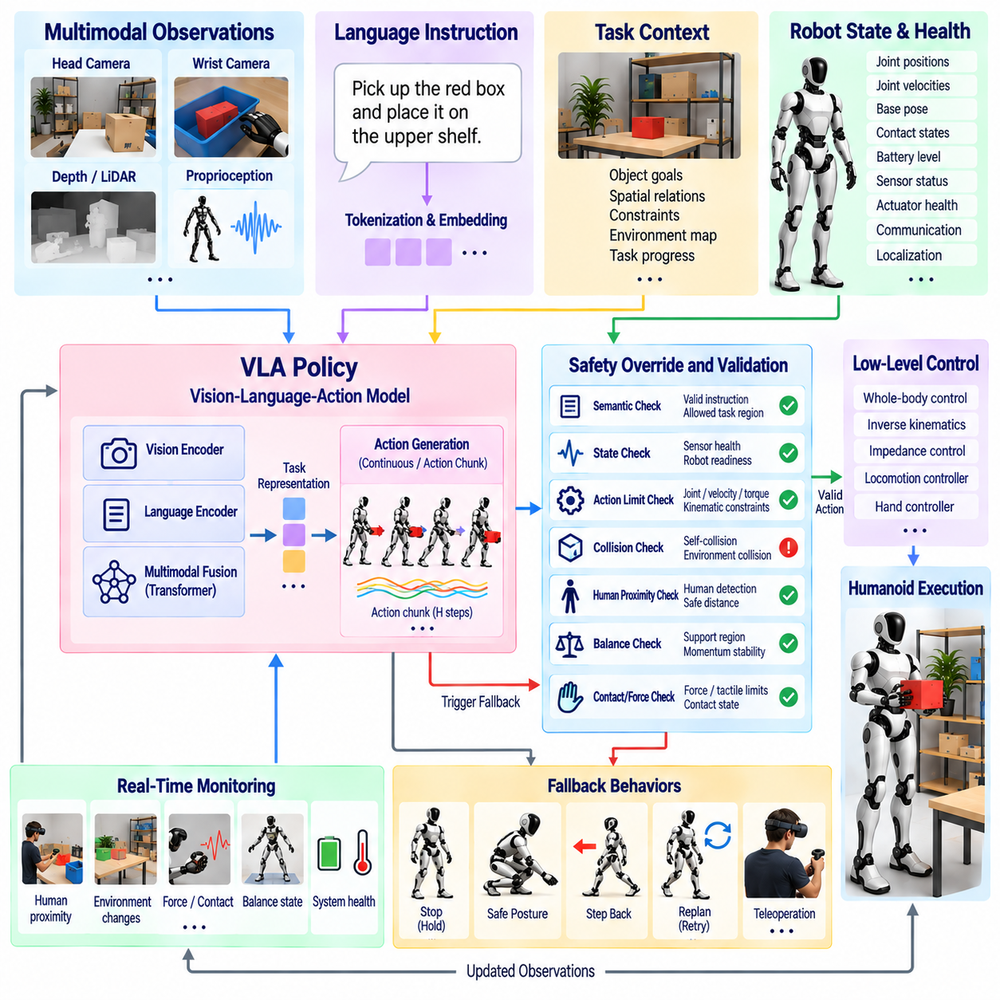 Multimodal Observations
Head Camera
Wrist Camera
Depth / LiDAR
Proprioception
Language Instruction
Pick up the red box
and place it on
the upper shelf.
Tokenization & Embedding
Task Context
Object goals
Spatial relations
Constraints
Environment map
Task progress
Robot State & Health
Joint positions
Joint velocities
Base pose
Contact states
Battery level
Sensor status
Actuator health
Communication
Localization
VLA Policy
Vision-Language-Action Model
Vision Encoder
Language Encoder
Multimodal Fusion
(Transformer)
Task
Representation
Action Generation
(Continuous / Action Chunk)
Action chunk (H steps)
Safety Override and Validation
Semantic Check
Valid instruction
Allowed task region
State Check
Sensor health
Robot readiness
Action Limit Check
Joint / velocity / torque
Kinematic constraints
Collision Check
Self-collision
Environment collision
Human Proximity Check
Human detection
Safe distance
Balance Check
Support region
Momentum stability
Contact/Force Check
Force / tactile limits
Contact state
Valid
Action
Low-Level Control
Whole-body control
Inverse kinematics
Impedance control
Locomotion controller
Hand controller
Humanoid Execution
Trigger Fallback
Real-Time Monitoring
Human
proximity
Environment
changes
Force / Contact
Balance state
System health
Fallback Behaviors
Stop
(Hold)
Safe Posture
Step Back
Replan
(Retry)
Teleoperation
Updated Observations